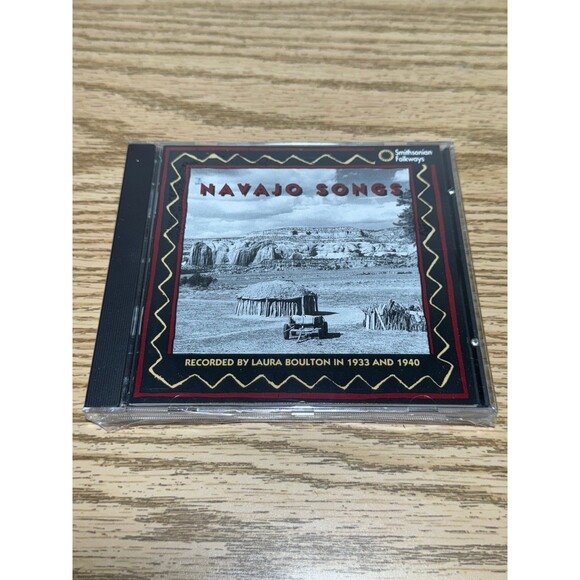 Smithsonian
Folkways
NAVAJO SONGS
RECORDED BY LAURA BOULTON IN 1933 AND 1940